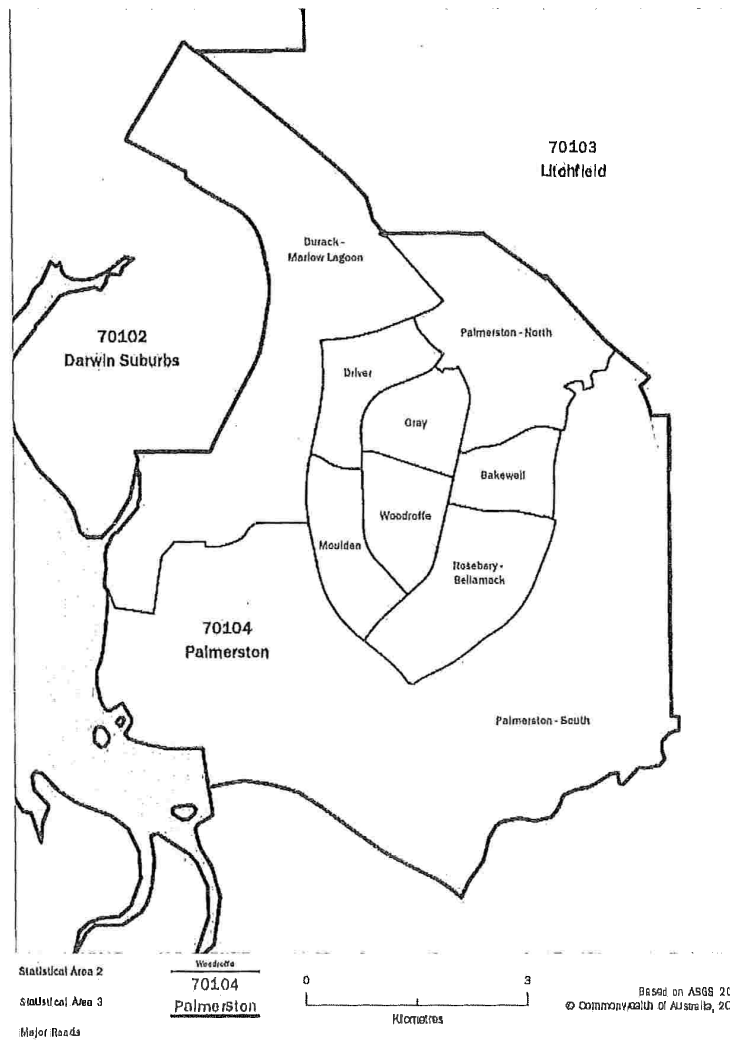 70103
Litchfield
Durack -
Marlow Lagoon
70102
Darwin Suburbs
Palmerston - North
Driver
Gray
Bakewell
Woodroffe
Moulden
Rosebery -
Bellamack
70104
Palmerston
Palmerston - South
Statistical Area 2
Woodroffe
Statistical Area 3
70104
Palmerston
Major Roads
0
3
Kilometres
Based on ASGS 20
© Commonwealth of Australia, 20